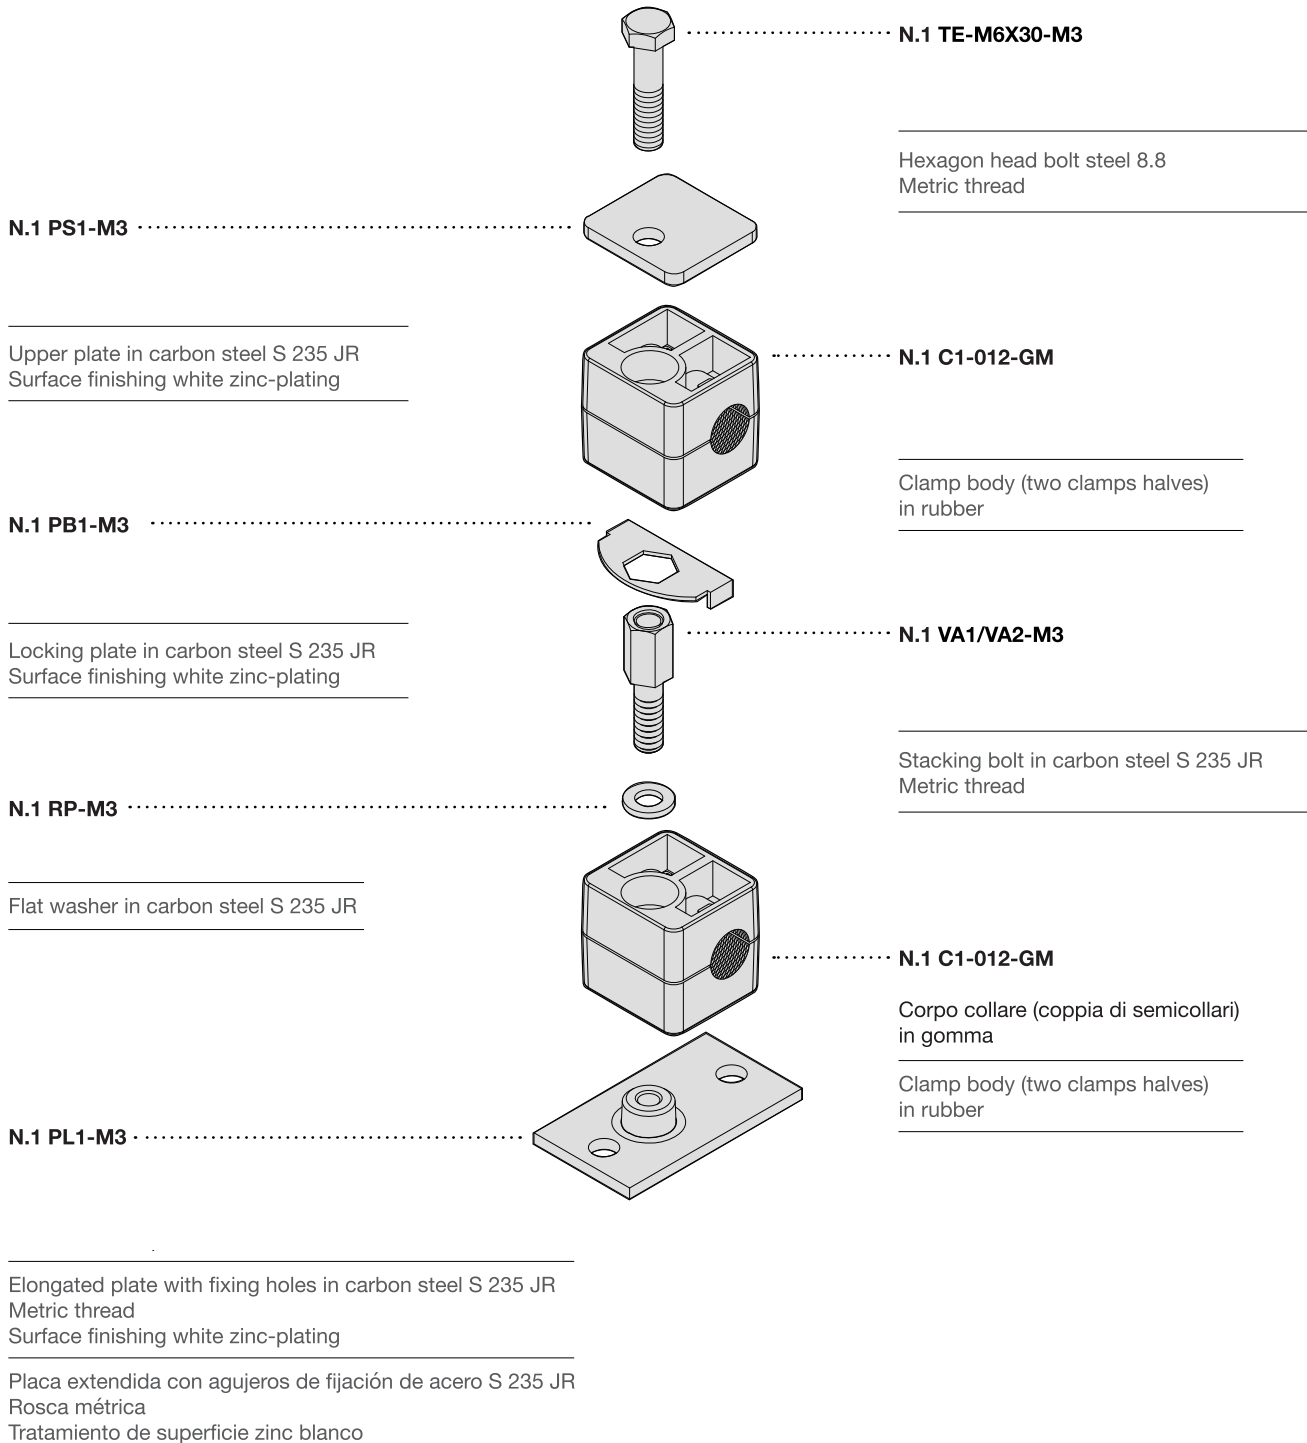 N.1 TE-M6X30-M3
Hexagon head bolt steel 8.8
Metric thread
N.1 PS1-M3
Upper plate in carbon steel S 235 JR
Surface finishing white zinc-plating
N.1 C1-012-GM
Clamp body (two clamps halves)
in rubber
N.1 PB1-M3
Locking plate in carbon steel S 235 JR
Surface finishing white zinc-plating
N.1 VA1/VA2-M3
Stacking bolt in carbon steel S 235 JR
Metric thread
N.1 RP-M3
Flat washer in carbon steel S 235 JR
N.1 C1-012-GM
Corpo collare (coppia di semicollari)
in gomma
Clamp body (two clamps halves)
in rubber
N.1 PL1-M3
Elongated plate with fixing holes in carbon steel S 235 JR
Metric thread
Surface finishing white zinc-plating
Placa extendida con agujeros de fijación de acero S 235 JR
Rosca métrica
Tratamiento de superficie zinc blanco